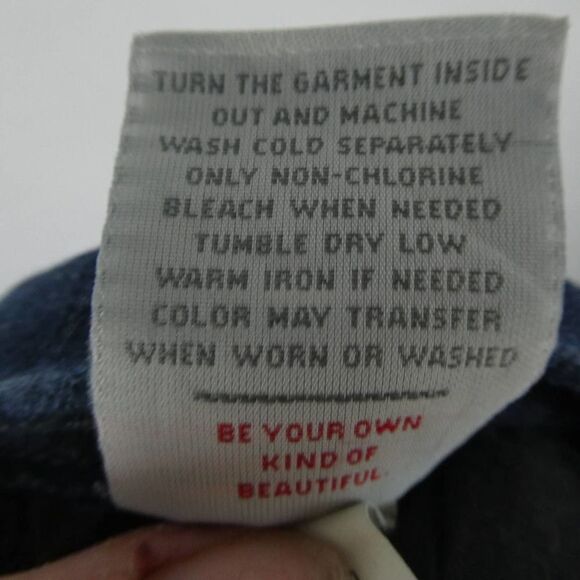 TURN THE GARMENT INSIDE
OUT AND MACHINE
WASH COLD SEPARATELY
ONLY NON-CHLORINE
BLEACH WHEN NEEDED
TUMBLE DRY LOW
WARM IRON IF NEEDED
COLOR MAY TRANSFER
WHEN WORN OR WASHED
BE YOUR OWN
KIND OF
BEAUTIFUL.